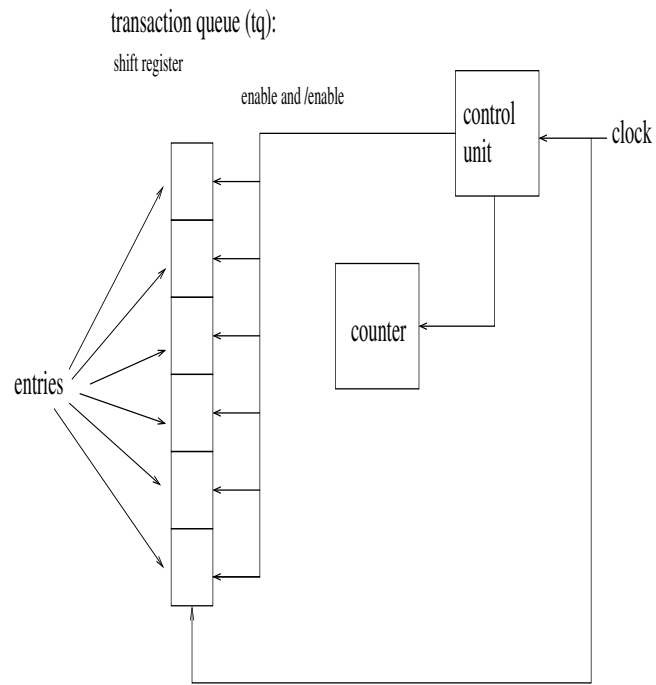 transaction queue (tq):
shift register
enable and /enable
control
unit
clock
counter
entries